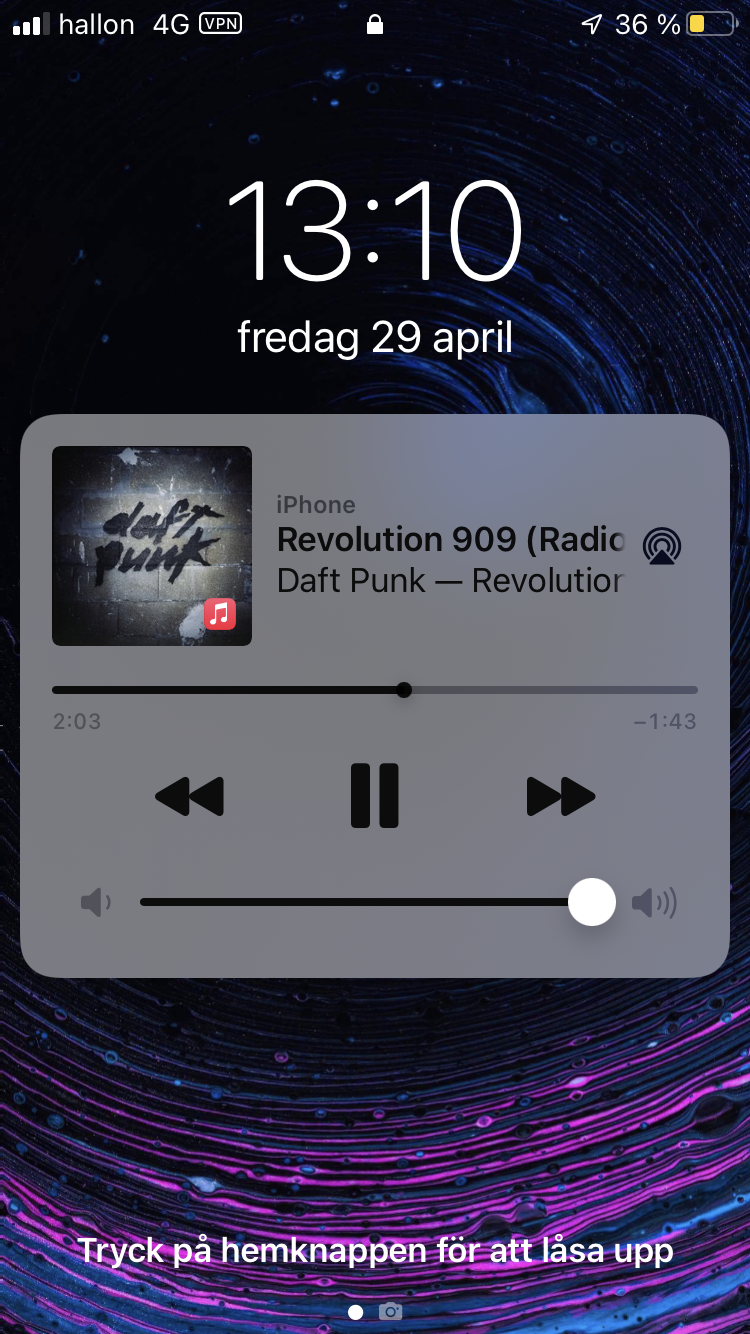 hallon 4G VPN 36 %
13:10
fredag 29 april
daft
punk
iPhone
Revolution 909 (Radio
Daft Punk — Revolution
2:03 −1:43
Tryck på hemknappen för att låsa upp